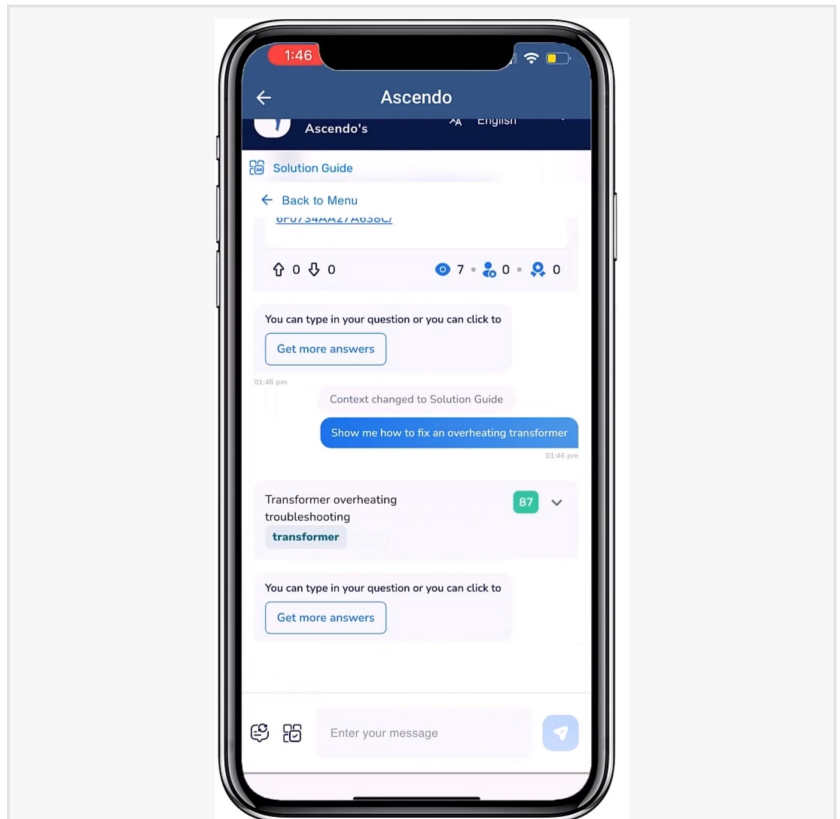 1:46
Ascendo
Ascendo's
English
Solution Guide
Back to Menu
6F0734AA27A638C/
0 0
7 • 0 • 0
You can type in your question or you can click to
Get more answers
01:46 pm
Context changed to Solution Guide
Show me how to fix an overheating transformer
01:46 pm
Transformer overheating
87
troubleshooting
transformer
You can type in your question or you can click to
Get more answers
Enter your message